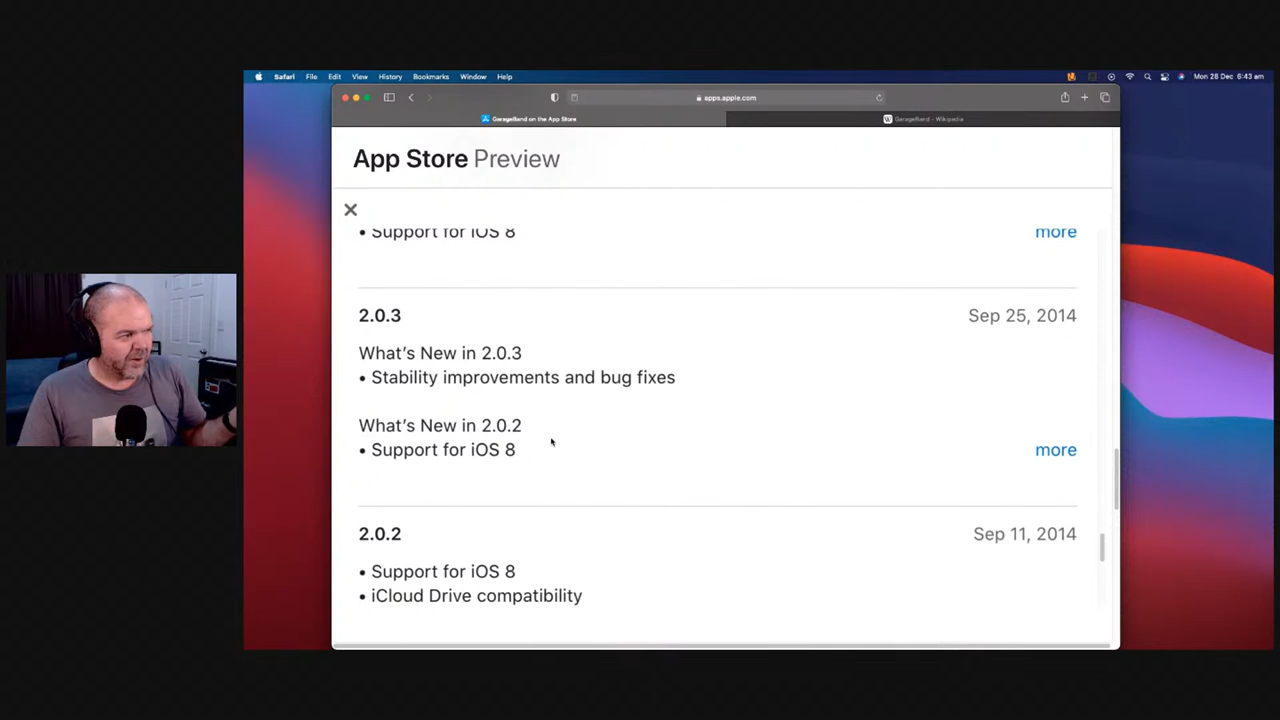 Safari File Edit View History Bookmarks Window Help
Mon 28 Dec 6:43 am
apps.apple.com
GarageBand on the App Store
GarageBand - Wikipedia
App Store Preview
• Support for iOS 8
more
2.0.3
Sep 25, 2014
What's New in 2.0.3
• Stability improvements and bug fixes
What's New in 2.0.2
• Support for iOS 8
more
2.0.2
Sep 11, 2014
• Support for iOS 8
• iCloud Drive compatibility